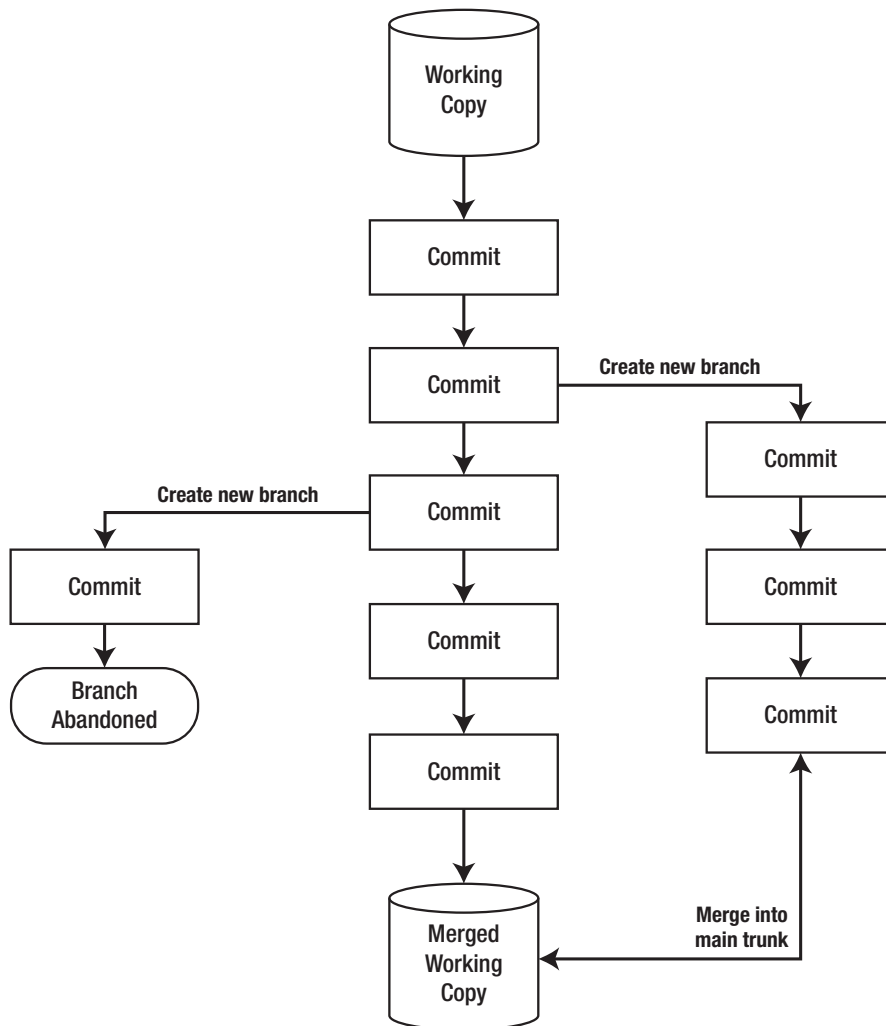 Working
Copy
Commit
Commit
Create new branch
Commit
Create new branch
Commit
Commit
Commit
Commit
Branch
Abandoned
Commit
Commit
Commit
Merge into
main trunk
Merged
Working
Copy